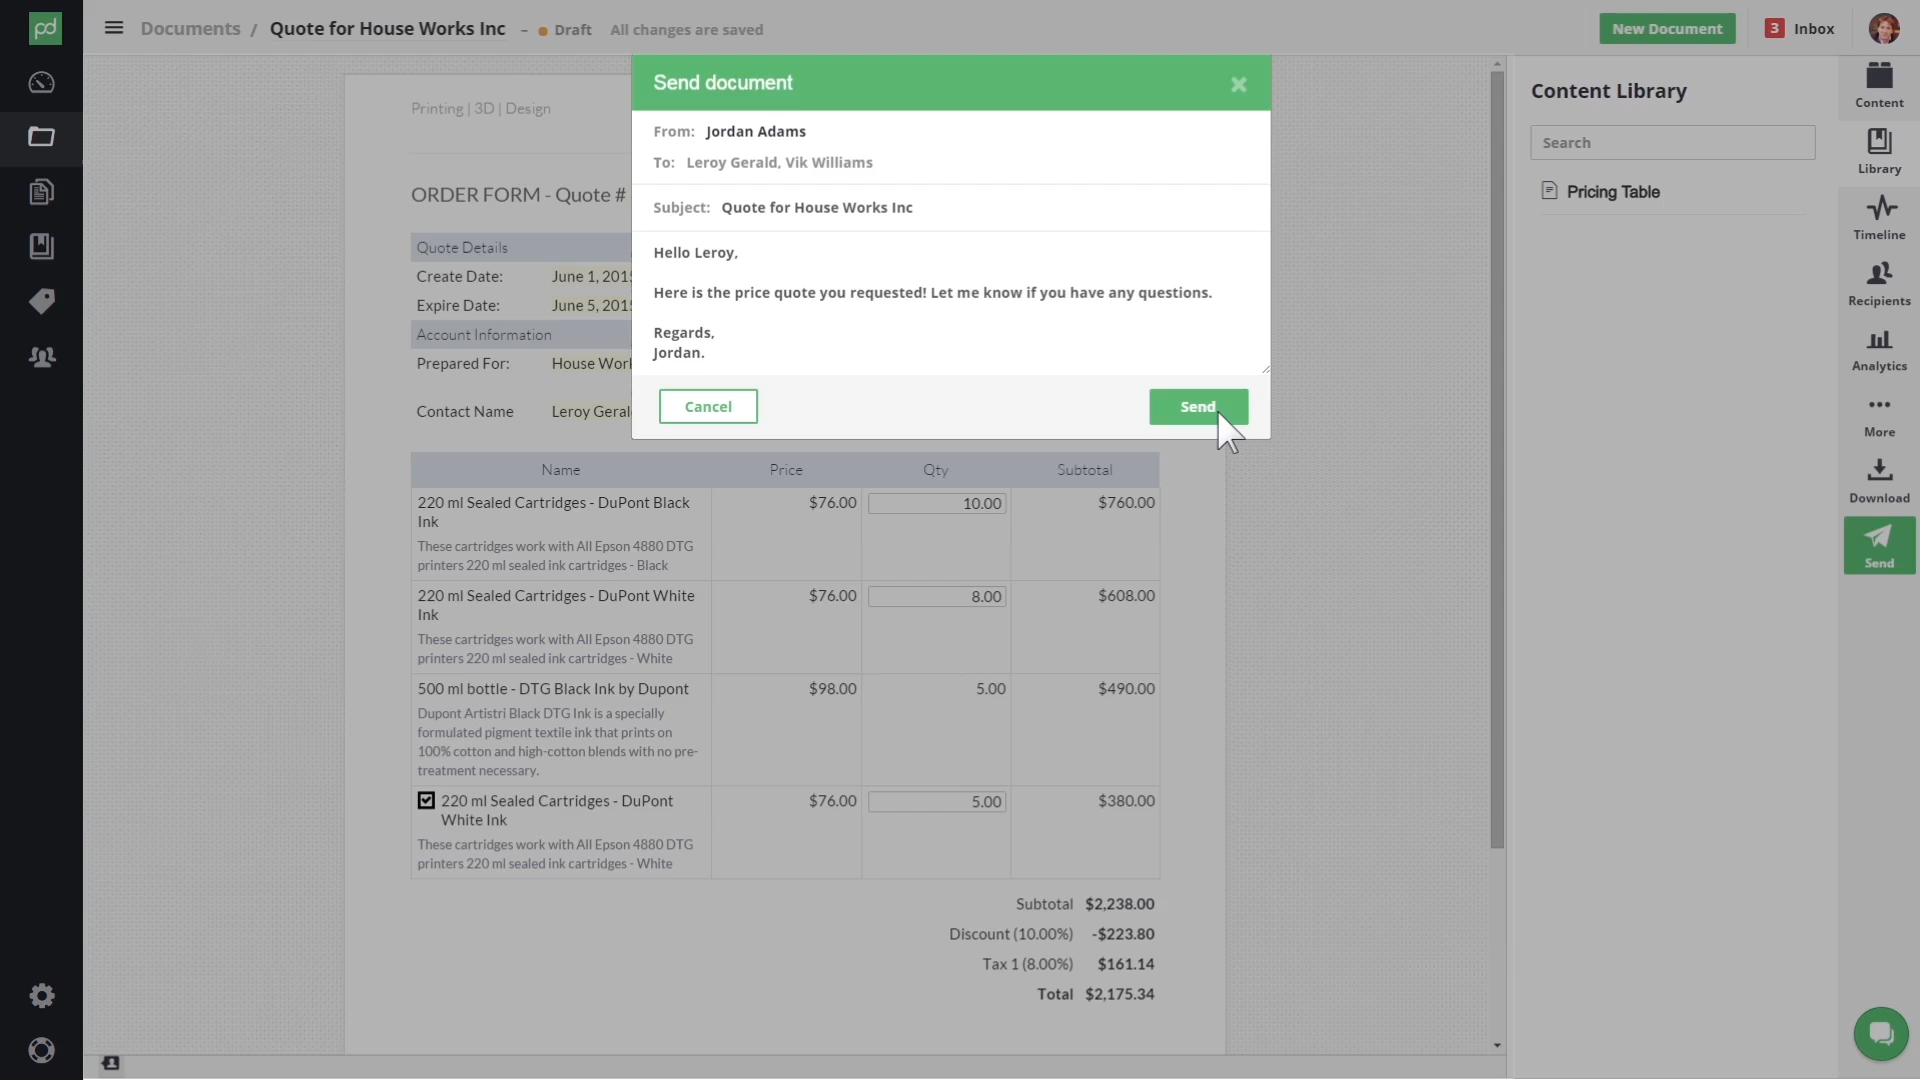 pd
Documents / Quote for House Works Inc – Draft All changes are saved
New Document
3 Inbox
Printing | 3D | Design
ORDER FORM - Quote #
Quote Details
Create Date: June 1, 2015
Expire Date: June 5, 2015
Account Information
Prepared For: House Work
Contact Name Leroy Geral
Send document
From: Jordan Adams
To: Leroy Gerald, Vik Williams
Subject: Quote for House Works Inc
Hello Leroy,
Here is the price quote you requested! Let me know if you have any questions.
Regards,
Jordan.
Cancel
Send
Name Price Qty Subtotal
220 ml Sealed Cartridges - DuPont Black $76.00 10.00 $760.00
Ink
These cartridges work with All Epson 4880 DTG
printers 220 ml sealed ink cartridges - Black
220 ml Sealed Cartridges - DuPont White $76.00 8.00 $608.00
Ink
These cartridges work with All Epson 4880 DTG
printers 220 ml sealed ink cartridges - White
500 ml bottle - DTG Black Ink by Dupont $98.00 5.00 $490.00
Dupont Artistri Black DTG Ink is a specially
formulated pigment textile ink that prints on
100% cotton and high-cotton blends with no pre-
treatment necessary.
220 ml Sealed Cartridges - DuPont $76.00 5.00 $380.00
White Ink
These cartridges work with All Epson 4880 DTG
printers 220 ml sealed ink cartridges - White
Subtotal $2,238.00
Discount (10.00%) -$223.80
Tax 1 (8.00%) $161.14
Total $2,175.34
Content Library
Search
Pricing Table
Content
Library
Timeline
Recipients
Analytics
More
Download
Send